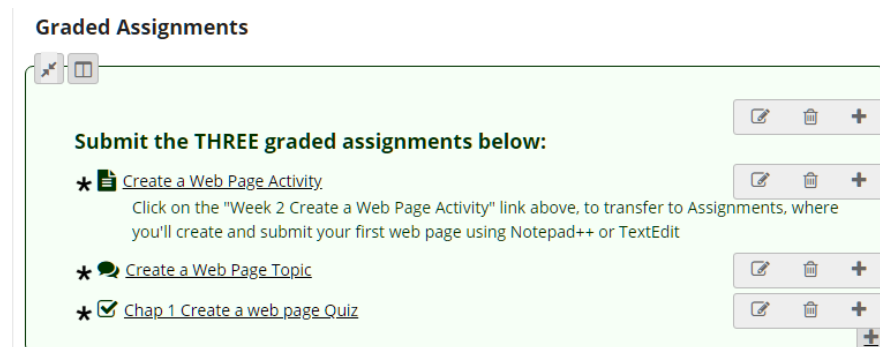 Graded Assignments
Submit the THREE graded assignments below:
* Create a Web Page Activity
Click on the "Week 2 Create a Web Page Activity" link above, to transfer to Assignments, where
you'll create and submit your first web page using Notepad++ or TextEdit
* Create a Web Page Topic
* Chap 1 Create a web page Quiz